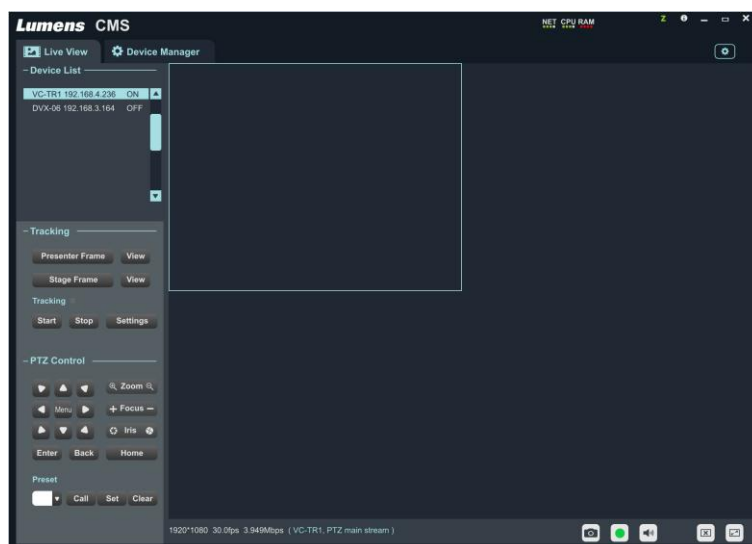 Lumens CMS
NET CPU RAM
Live View
Device Manager
Device List
VC-TR1 192.168.4.236 ON
DVX-06 192.168.3.164 OFF
Tracking
Presenter Frame View
Stage Frame View
Tracking
Start Stop Settings
PTZ Control
Zoom
Menu + Focus −
Iris
Enter Back Home
Preset
Call Set Clear
1920*1080 30.0fps 3.949Mbps ( VC-TR1, PTZ main stream )